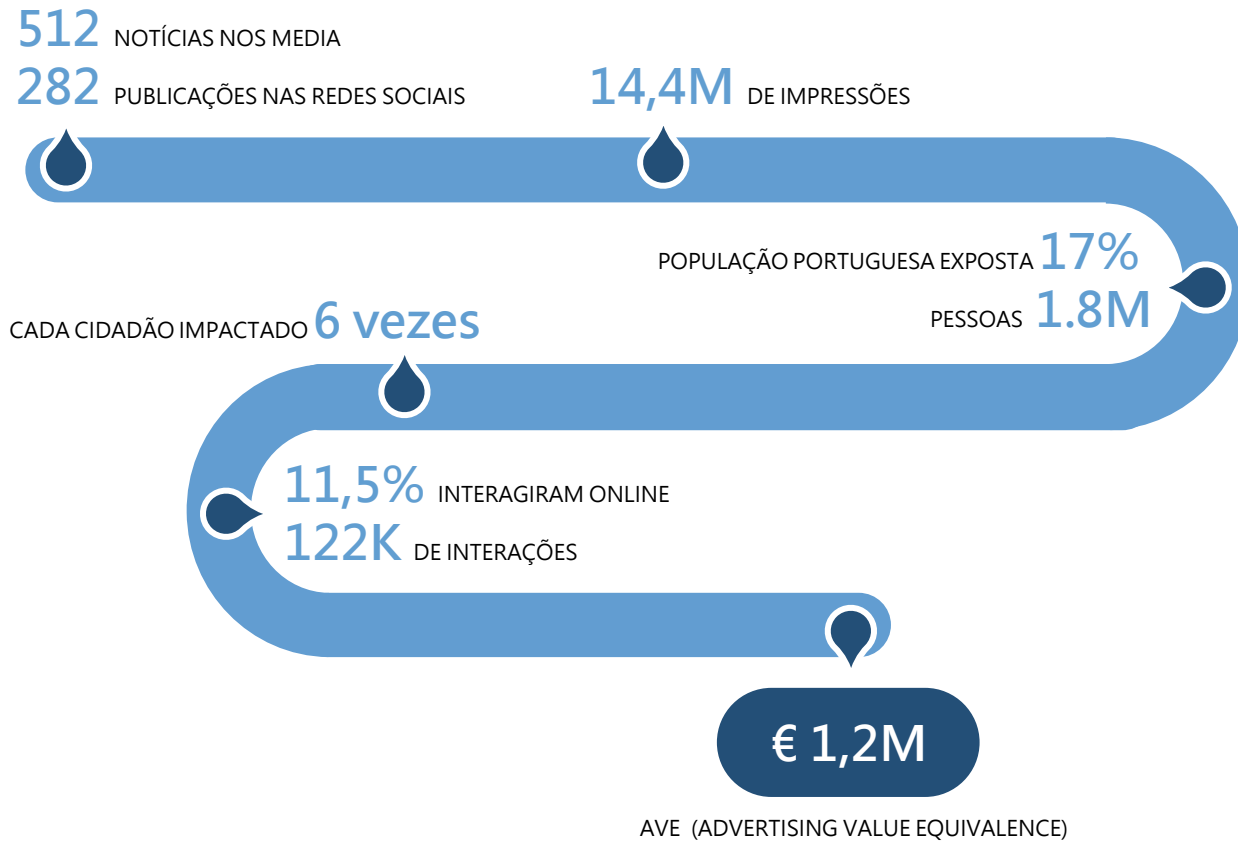 512 NOTÍCIAS NOS MEDIA
282 PUBLICAÇÕES NAS REDES SOCIAIS
14,4M DE IMPRESSÕES
POPULAÇÃO PORTUGUESA EXPOSTA 17%
PESSOAS 1.8M
CADA CIDADÃO IMPACTADO 6 vezes
11,5% INTERAGIRAM ONLINE
122K DE INTERAÇÕES
€ 1,2M
AVE (ADVERTISING VALUE EQUIVALENCE)